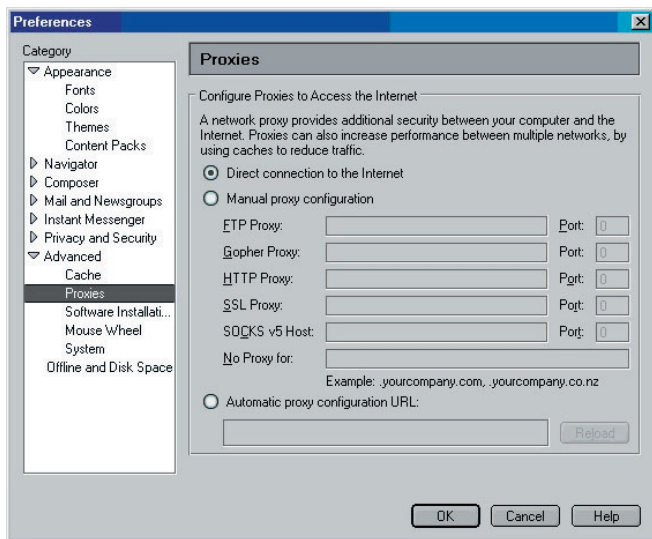 Preferences
Category
Appearance
Fonts
Colors
Themes
Content Packs
Navigator
Composer
Mail and Newsgroups
Instant Messenger
Privacy and Security
Advanced
Cache
Proxies
Software Installati...
Mouse Wheel
System
Offline and Disk Space
Proxies
Configure Proxies to Access the Internet
A network proxy provides additional security between your computer and the
Internet. Proxies can also increase performance between multiple networks, by
using caches to reduce traffic.
Direct connection to the Internet
Manual proxy configuration
FTP Proxy: Port: 0
Gopher Proxy: Port: 0
HTTP Proxy: Port: 0
SSL Proxy: Port: 0
SOCKS v5 Host: Port: 0
No Proxy for:
Example: .yourcompany.com, .yourcompany.co.nz
Automatic proxy configuration URL:
Reload
OK Cancel Help